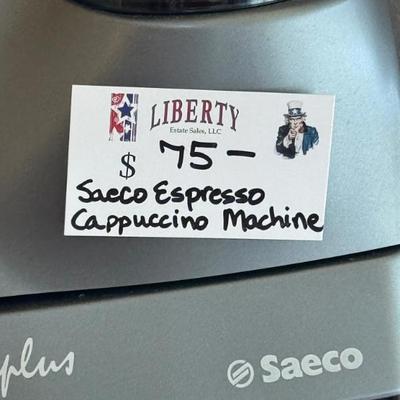 LIBERTY
Estate Sales, LLC
$ 75-
Saeco Espresso
Cappuccino Machine
plus
Saeco